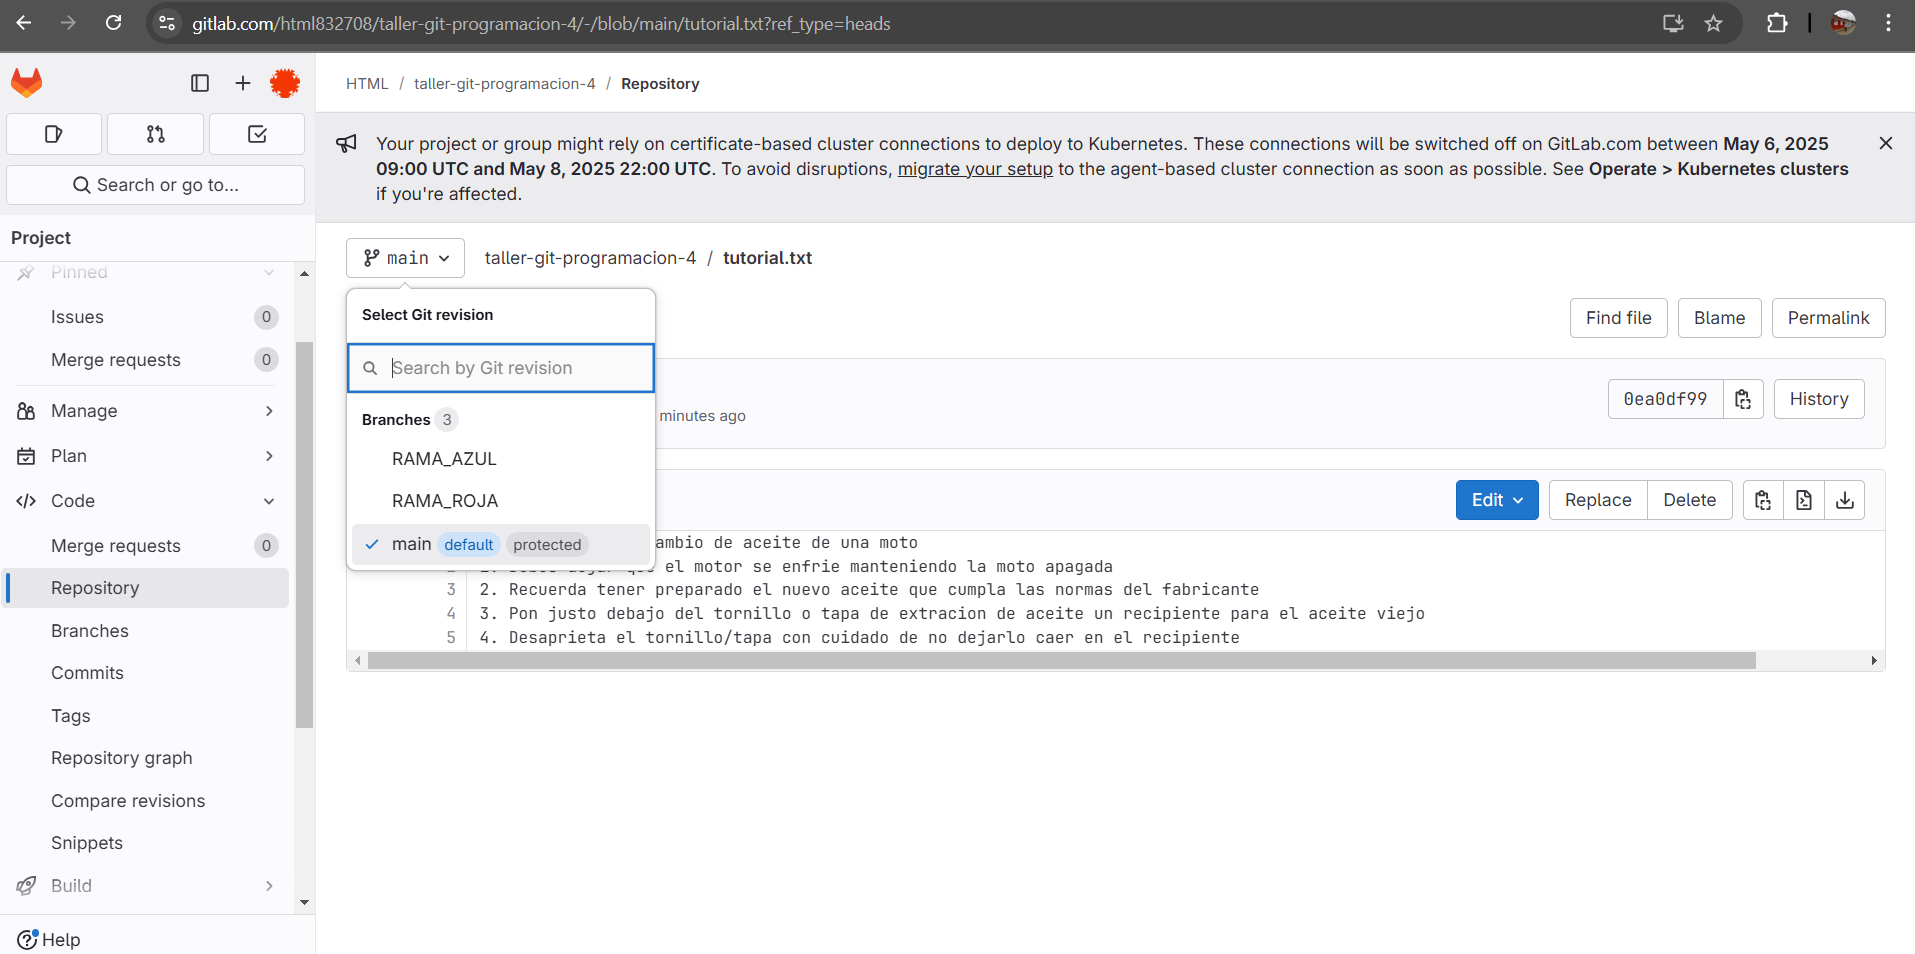 gitlab.com/html832708/taller-git-programacion-4/-/blob/main/tutorial.txt?ref_type=heads
HTML / taller-git-programacion-4 / Repository
Search or go to...
Your project or group might rely on certificate-based cluster connections to deploy to Kubernetes. These connections will be switched off on GitLab.com between May 6, 2025
09:00 UTC and May 8, 2025 22:00 UTC. To avoid disruptions, migrate your setup to the agent-based cluster connection as soon as possible. See Operate > Kubernetes clusters
if you're affected.
Project
Pinned
Issues 0
Merge requests 0
Manage
Plan
Code
Merge requests 0
Repository
Branches
Commits
Tags
Repository graph
Compare revisions
Snippets
Build
Help
main
taller-git-programacion-4 / tutorial.txt
Select Git revision
Search by Git revision
Branches 3
RAMA_AZUL
RAMA_ROJA
main default protected
Find file
Blame
Permalink
minutes ago
0ea0df99
History
Edit
Replace
Delete
ambio de aceite de una moto
el motor se enfrie manteniendo la moto apagada
3 2. Recuerda tener preparado el nuevo aceite que cumpla las normas del fabricante
4 3. Pon justo debajo del tornillo o tapa de extracion de aceite un recipiente para el aceite viejo
5 4. Desaprieta el tornillo/tapa con cuidado de no dejarlo caer en el recipiente